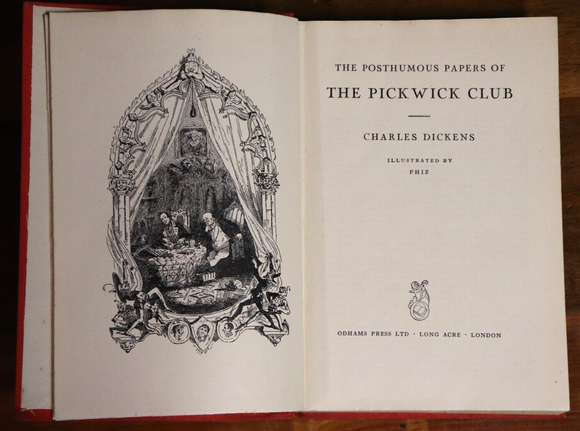 THE POSTHUMOUS PAPERS OF
THE PICKWICK CLUB
CHARLES DICKENS
ILLUSTRATED BY
PHIZ
ODHAMS PRESS LTD · LONG ACRE · LONDON